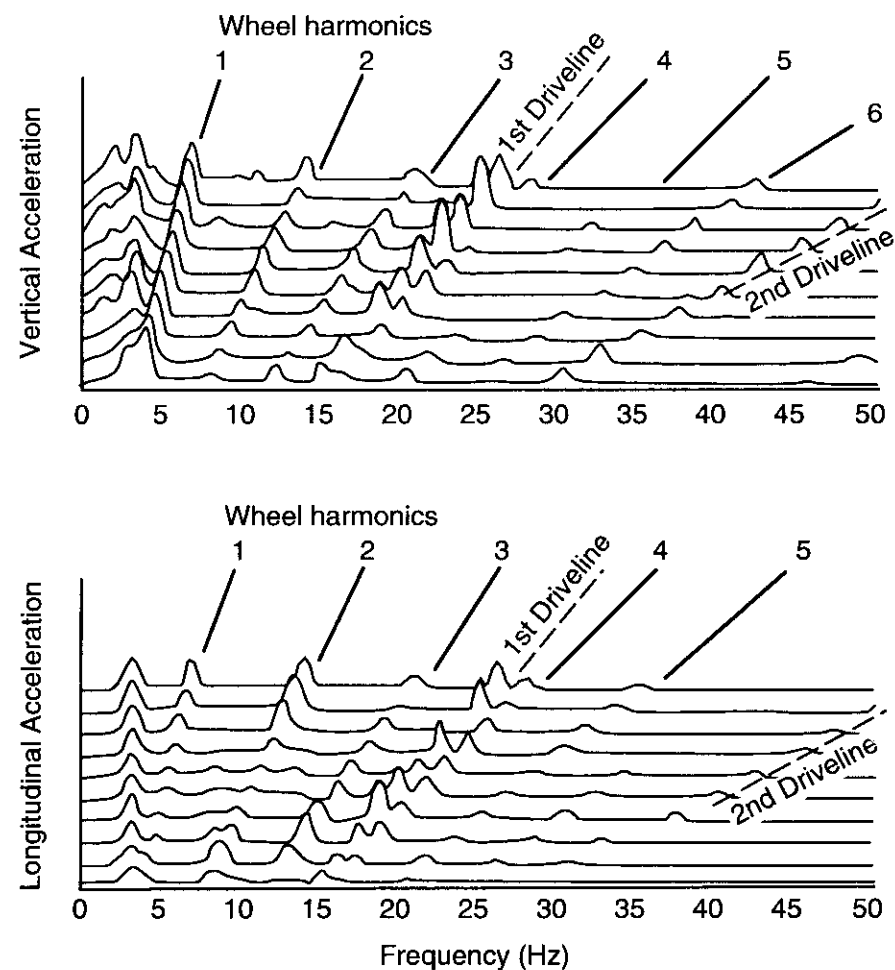 Wheel harmonics
1 2 3 1st Driveline 4 5 6
Vertical Acceleration
2nd Driveline
0 5 10 15 20 25 30 35 40 45 50
Wheel harmonics
1 2 3 1st Driveline 4 5
Longitudinal Acceleration
2nd Driveline
0 5 10 15 20 25 30 35 40 45 50
Frequency (Hz)